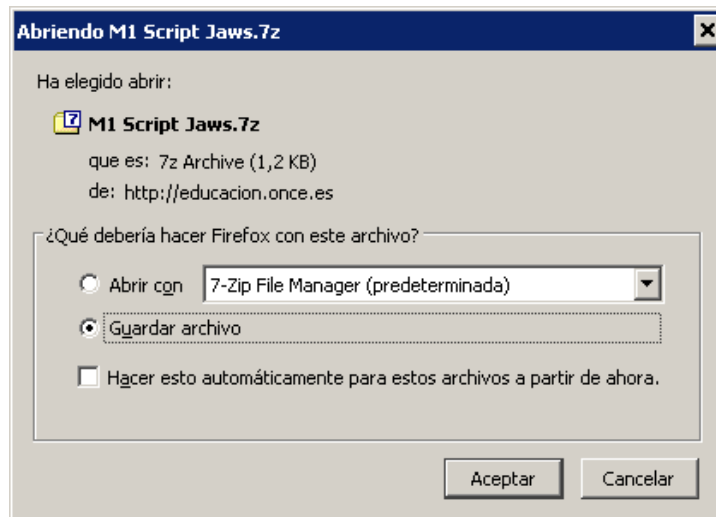 Abriendo M1 Script Jaws.7z
Ha elegido abrir:
M1 Script Jaws.7z
que es: 7z Archive (1,2 KB)
de: http://educacion.once.es
¿Qué debería hacer Firefox con este archivo?
Abrir con 7-Zip File Manager (predeterminada)
Guardar archivo
Hacer esto automáticamente para estos archivos a partir de ahora.
Aceptar Cancelar